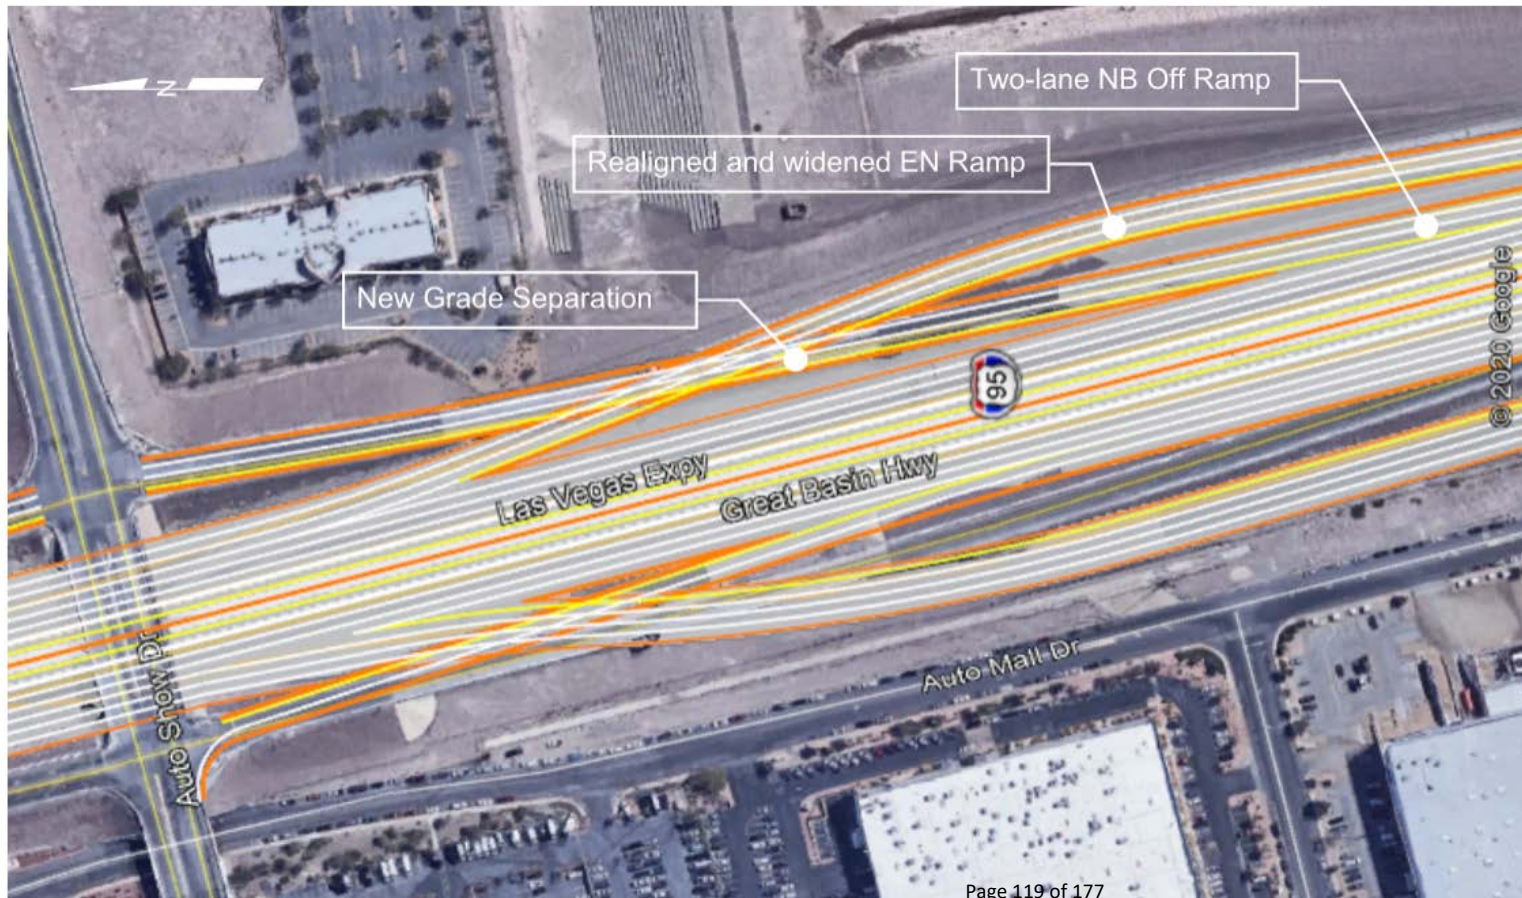 N
Two-lane NB Off Ramp
Realigned and widened EN Ramp
New Grade Separation
© 2020 Google
95
Las Vegas Expy
Great Basin Hwy
Auto Show Dr
Auto Mall Dr
Page 119 of 177